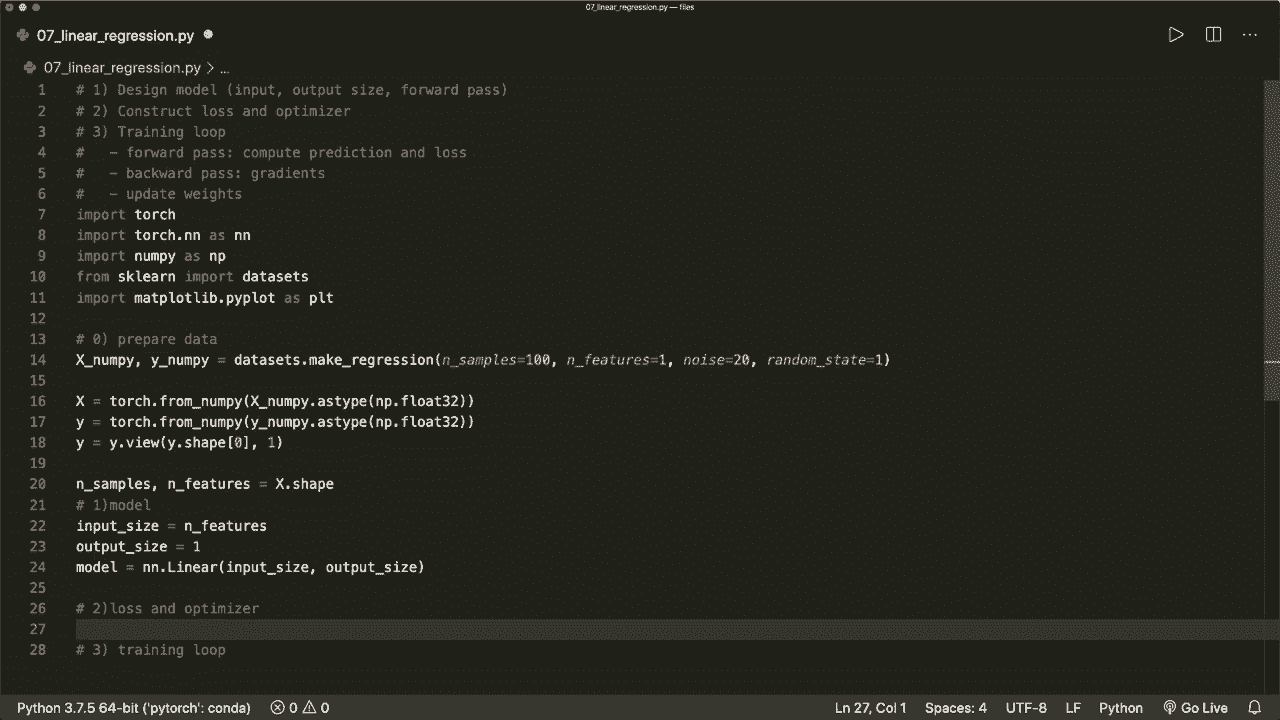 07_linear_regression.py — files
07_linear_regression.py
07_linear_regression.py > ...
1 # 1) Design model (input, output size, forward pass)
2 # 2) Construct loss and optimizer
3 # 3) Training loop
4 #   - forward pass: compute prediction and loss
5 #   - backward pass: gradients
6 #   - update weights
7 import torch
8 import torch.nn as nn
9 import numpy as np
10 from sklearn import datasets
11 import matplotlib.pyplot as plt
12
13 # 0) prepare data
14 X_numpy, y_numpy = datasets.make_regression(n_samples=100, n_features=1, noise=20, random_state=1)
15
16 X = torch.from_numpy(X_numpy.astype(np.float32))
17 y = torch.from_numpy(y_numpy.astype(np.float32))
18 y = y.view(y.shape[0], 1)
19
20 n_samples, n_features = X.shape
21 # 1)model
22 input_size = n_features
23 output_size = 1
24 model = nn.Linear(input_size, output_size)
25
26 # 2)loss and optimizer
27
28 # 3) training loop
Python 3.7.5 64-bit ('pytorch': conda) 0 0 Ln 27, Col 1 Spaces: 4 UTF-8 LF Python Go Live